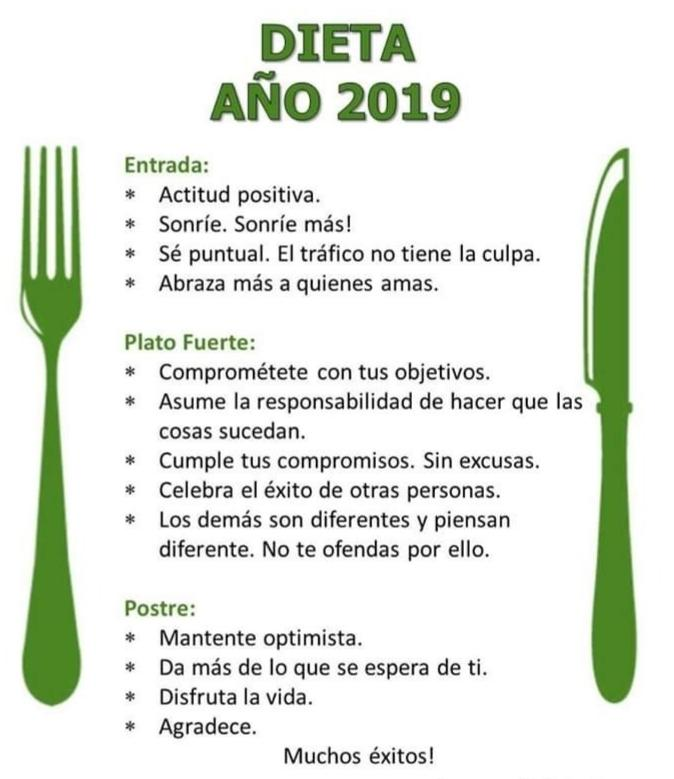 DIETA
AÑO 2019
Entrada:
* Actitud positiva.
* Sonríe. Sonríe más!
* Sé puntual. El tráfico no tiene la culpa.
* Abraza más a quienes amas.
Plato Fuerte:
* Comprométete con tus objetivos.
* Asume la responsabilidad de hacer que las
cosas sucedan.
* Cumple tus compromisos. Sin excusas.
* Celebra el éxito de otras personas.
* Los demás son diferentes y piensan
diferente. No te ofendas por ello.
Postre:
* Mantente optimista.
* Da más de lo que se espera de ti.
* Disfruta la vida.
* Agradece.
Muchos éxitos!